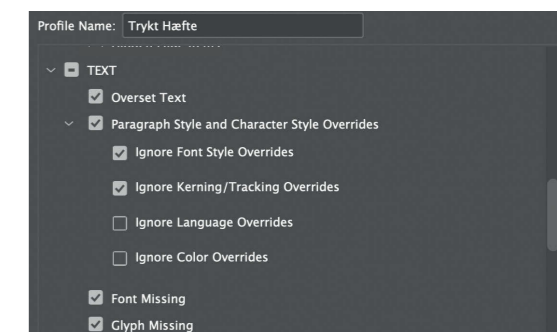 Profile Name: Trykt Hæfte
TEXT
Overset Text
Paragraph Style and Character Style Overrides
Ignore Font Style Overrides
Ignore Kerning/Tracking Overrides
Ignore Language Overrides
Ignore Color Overrides
Font Missing
Glyph Missing